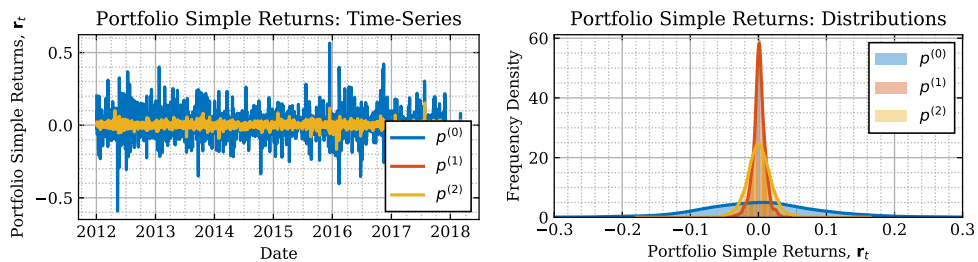 Portfolio Simple Returns: Time-Series
Portfolio Simple Returns, r_t
0.5
0.0
−0.5
2012 2013 2014 2015 2016 2017 2018
Date
p^(0)
p^(1)
p^(2)
Portfolio Simple Returns: Distributions
Frequency Density
60
40
20
0
−0.3 −0.2 −0.1 0.0 0.1 0.2 0.3
Portfolio Simple Returns, r_t
p^(0)
p^(1)
p^(2)